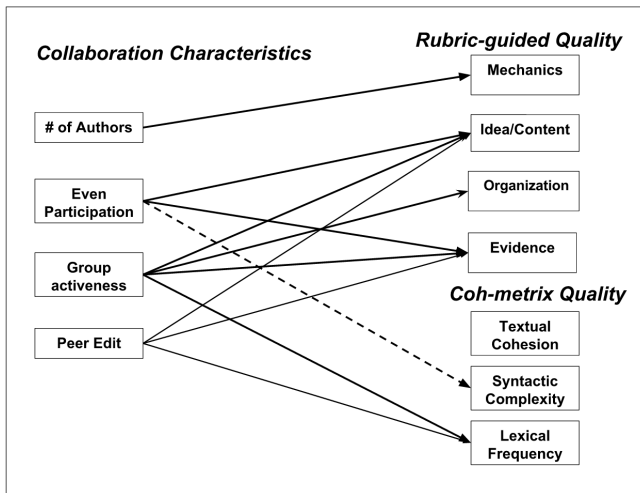 Collaboration Characteristics
# of Authors
Even
Participation
Group
activeness
Peer Edit
Rubric-guided Quality
Mechanics
Idea/Content
Organization
Evidence
Coh-metrix Quality
Textual
Cohesion
Syntactic
Complexity
Lexical
Frequency